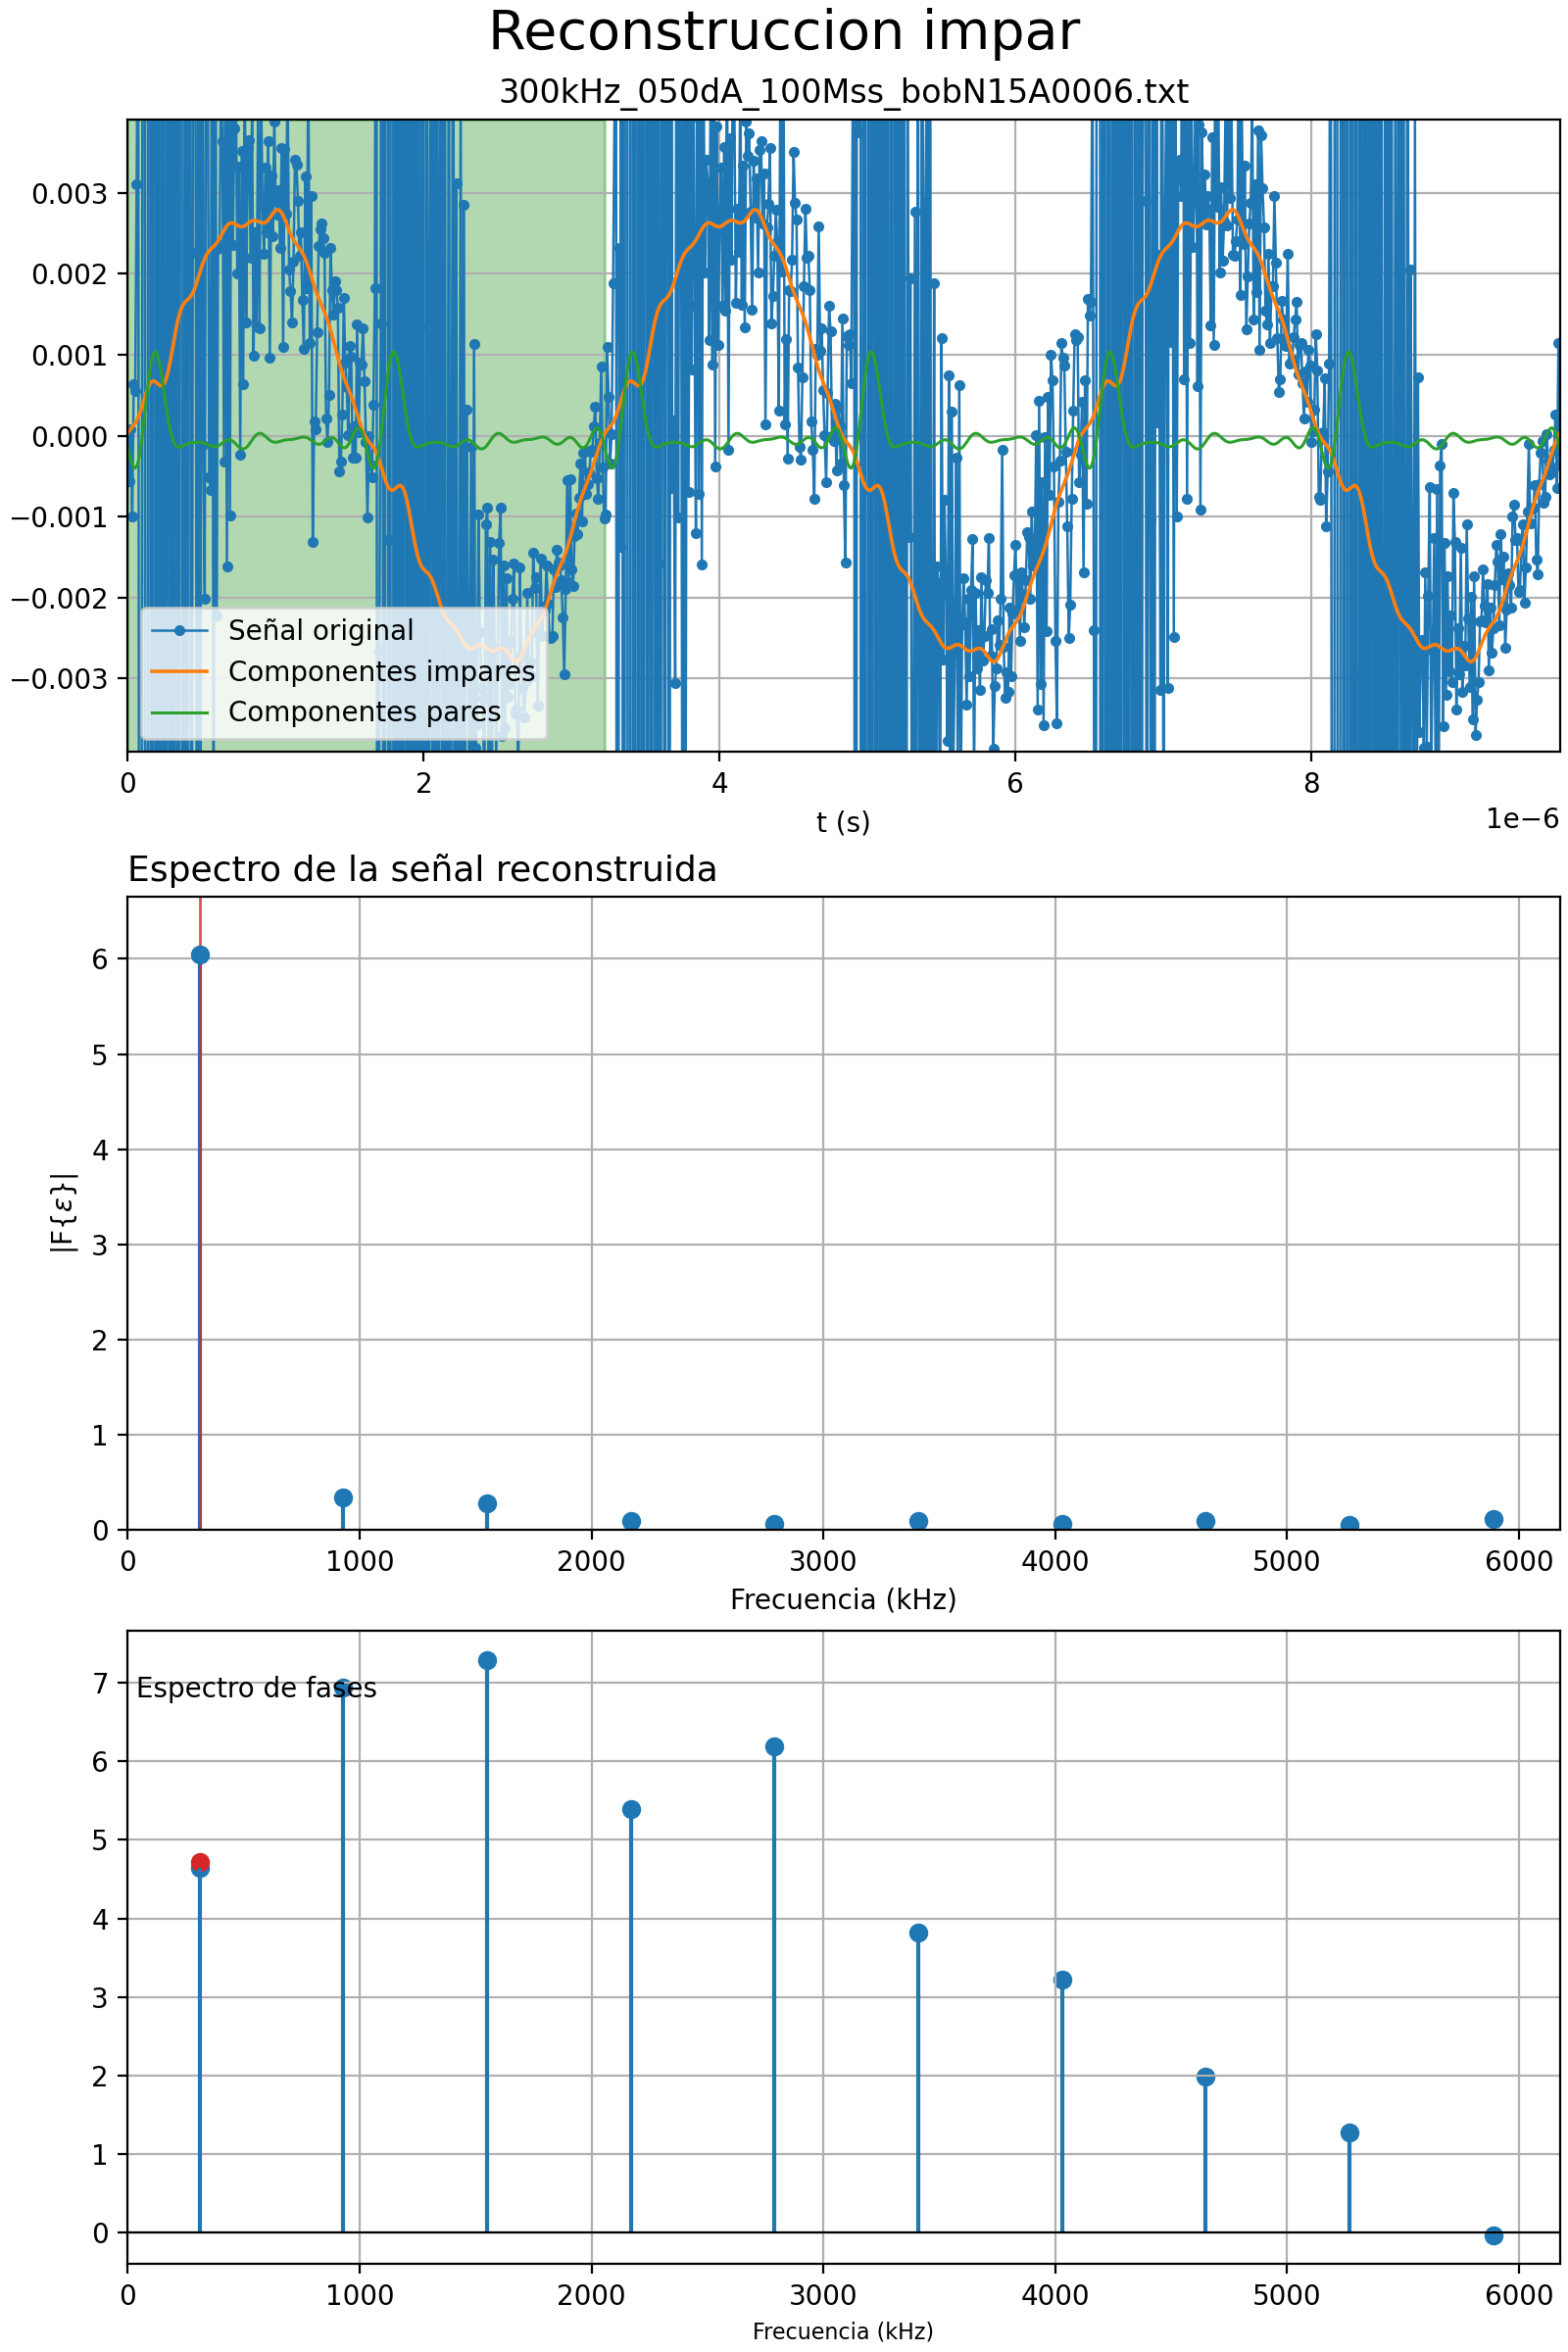 Reconstruccion impar
300kHz_050dA_100Mss_bobN15A0006.txt
0.003
0.002
0.001
0.000
−0.001
−0.002
−0.003
Señal original
Componentes impares
Componentes pares
0 2 4 6 8
1e−6
t (s)
Espectro de la señal reconstruida
6
5
4
3
2
1
0
|F{ε}|
0 1000 2000 3000 4000 5000 6000
Frecuencia (kHz)
Espectro de fases
7
6
5
4
3
2
1
0
0 1000 2000 3000 4000 5000 6000
Frecuencia (kHz)